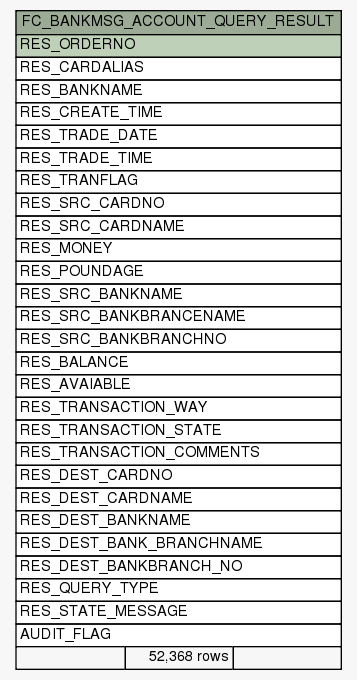 FC_BANKMSG_ACCOUNT_QUERY_RESULT
RES_ORDERNO
RES_CARDALIAS
RES_BANKNAME
RES_CREATE_TIME
RES_TRADE_DATE
RES_TRADE_TIME
RES_TRANFLAG
RES_SRC_CARDNO
RES_SRC_CARDNAME
RES_MONEY
RES_POUNDAGE
RES_SRC_BANKNAME
RES_SRC_BANKBRANCENAME
RES_SRC_BANKBRANCHNO
RES_BALANCE
RES_AVAIABLE
RES_TRANSACTION_WAY
RES_TRANSACTION_STATE
RES_TRANSACTION_COMMENTS
RES_DEST_CARDNO
RES_DEST_CARDNAME
RES_DEST_BANKNAME
RES_DEST_BANK_BRANCHNAME
RES_DEST_BANKBRANCH_NO
RES_QUERY_TYPE
RES_STATE_MESSAGE
AUDIT_FLAG
52,368 rows